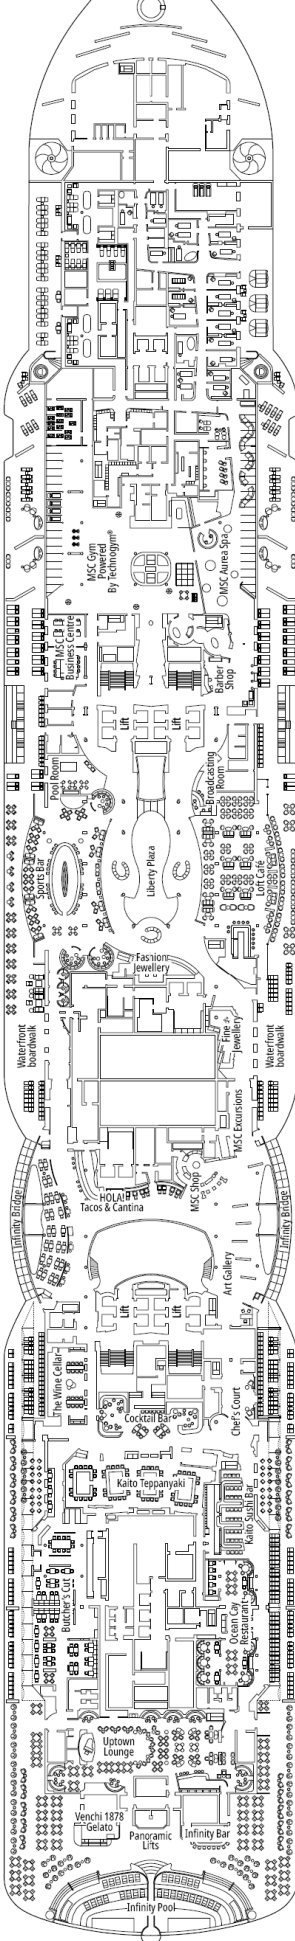 MSC Gym
Powered
By Technogym®
MSC Aurea Spa
MSC
Business Centre
Barber
Shop
Lift
Lift
Pool Room
TV Broadcasting
Room
Sports Bar
Liberty Plaza
Loft Café
Fashion
Jewellery
Waterfront
boardwalk
Fine
Jewellery
Waterfront
boardwalk
MSC Excursions
HOLA!
Tacos & Cantina
MSC Shop
Infinity Bridge
Infinity Bridge
Art Gallery
Lift
Lift
The Wine Cellar
Cocktail Bar
Chef's Court
Kaito Teppanyaki
Kaito Sushi Bar
Butcher's Cut
Ocean Cay
Restaurant
Uptown
Lounge
Venchi 1878
Gelato
Panoramic
Lifts
Infinity Bar
Infinity Pool